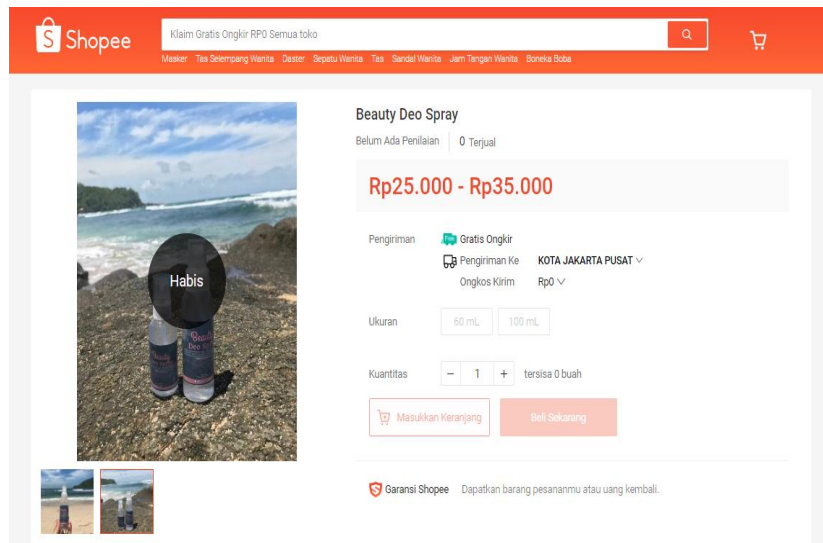 Shopee
Klaim Gratis Ongkir RP0 Semua toko
Masker Tas Selempang Wanita Daster Sepatu Wanita Tas Sandal Wanita Jam Tangan Wanita Boneka Boba
Habis
Beauty
Deo Spray
Beauty Deo Spray
Belum Ada Penilaian 0 Terjual
Rp25.000 - Rp35.000
Pengiriman Gratis Ongkir
Pengiriman Ke KOTA JAKARTA PUSAT
Ongkos Kirim Rp0
Ukuran 60 mL 100 mL
Kuantitas - 1 + tersisa 0 buah
Masukkan Keranjang Beli Sekarang
Garansi Shopee Dapatkan barang pesananmu atau uang kembali.